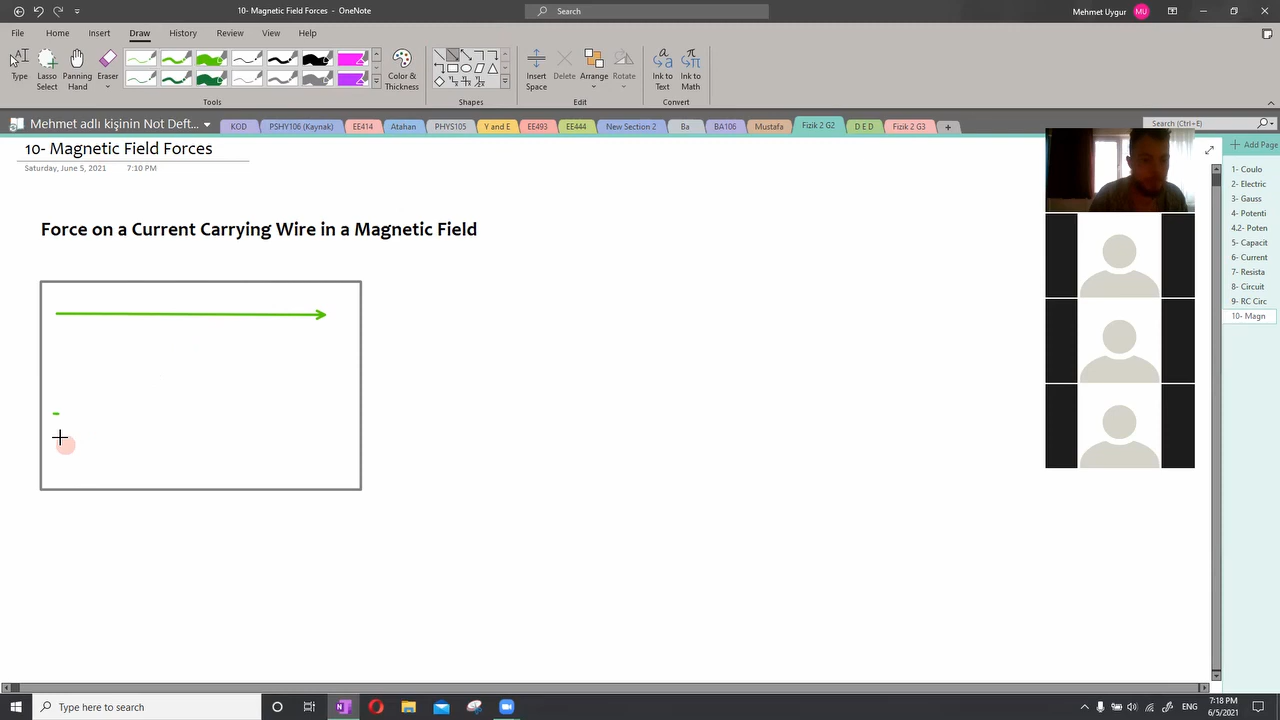 10- Magnetic Field Forces - OneNote
Search
Mehmet Uygur
MU
File Home Insert Draw History Review View Help
Type
Lasso Select
Panning Hand
Eraser
Color & Thickness
Insert Space
Delete
Arrange
Rotate
Ink to Text
Ink to Math
Tools
Shapes
Edit
Convert
Mehmet adlı kişinin Not Deft...
KOD
PSHY106 (Kaynak)
EE414
Atahan
PHYS105
Y and E
EE493
EE444
New Section 2
Ba
BA106
Mustafa
Fizik 2 G2
D E D
Fizik 2 G3
Search (Ctrl+E)
10- Magnetic Field Forces
Saturday, June 5, 2021 7:10 PM
Add Page
1- Coulo
2- Electric
3- Gauss
4- Potenti
4.2- Poten
5- Capacit
6- Current
7- Resista
8- Circuit
9- RC Circ
10- Magn
Force on a Current Carrying Wire in a Magnetic Field
Type here to search
ENG
7:18 PM
6/5/2021